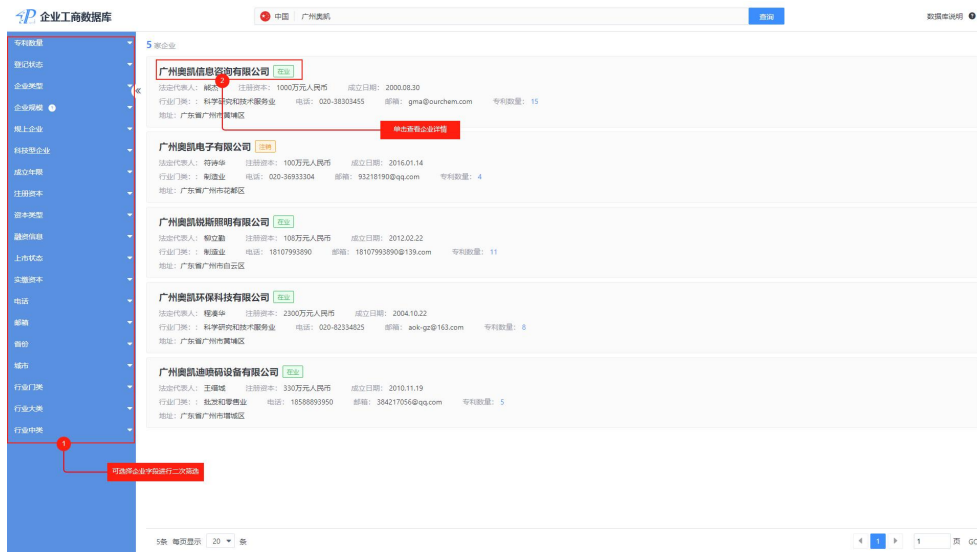 企业工商数据库
中国 广州奥凯 查询 数据库说明
专利数量
登记状态
企业类型
企业规模
规上企业
科技型企业
成立年限
注册资本
资本类型
融资信息
上市状态
实缴资本
电话
邮箱
省份
城市
行业门类
行业大类
行业中类
1
可选择企业字段进行二次筛选
5 家企业
广州奥凯信息咨询有限公司 在业
2
单击查看企业详情
法定代表人: 注册资本: 1000万元人民币 成立日期: 2000.08.30
行业门类: : 科学研究和技术服务业 电话: 020-38303455 邮箱: gma@ourchem.com 专利数量: 15
地址: 广东省广州市黄埔区
广州奥凯电子有限公司 注销
法定代表人: 符诗华 注册资本: 100万元人民币 成立日期: 2016.01.14
行业门类: : 制造业 电话: 020-36933304 邮箱: 93218190@qq.com 专利数量: 4
地址: 广东省广州市花都区
广州奥凯锐斯照明有限公司 在业
法定代表人: 柳立勤 注册资本: 108万元人民币 成立日期: 2012.02.22
行业门类: : 制造业 电话: 18107993890 邮箱: 18107993890@139.com 专利数量: 11
地址: 广东省广州市白云区
广州奥凯环保科技有限公司 在业
法定代表人: 程凑华 注册资本: 2300万元人民币 成立日期: 2004.10.22
行业门类: : 科学研究和技术服务业 电话: 020-82334825 邮箱: aok-gz@163.com 专利数量: 8
地址: 广东省广州市黄埔区
广州奥凯迪喷码设备有限公司 在业
法定代表人: 注册资本: 330万元人民币 成立日期: 2010.11.19
行业门类: : 批发和零售业 电话: 18588893950 邮箱: 384217056@qq.com 专利数量: 5
地址: 广东省广州市增城区
5条 每页显示 20 条 1 1 页 GO